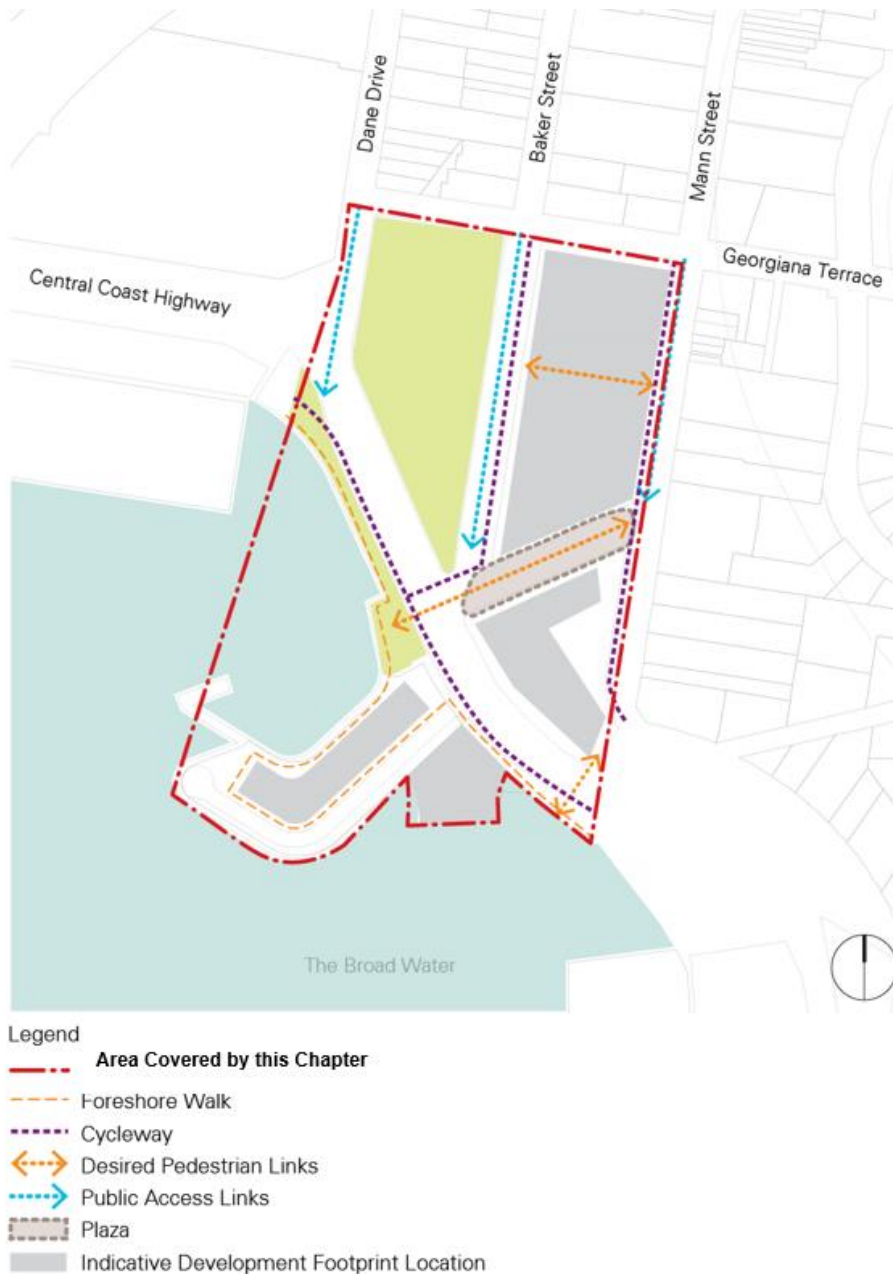 Dane Drive
Baker Street
Mann Street
Georgiana Terrace
Central Coast Highway
The Broad Water
Legend
Area Covered by this Chapter
Foreshore Walk
Cycleway
Desired Pedestrian Links
Public Access Links
Plaza
Indicative Development Footprint Location